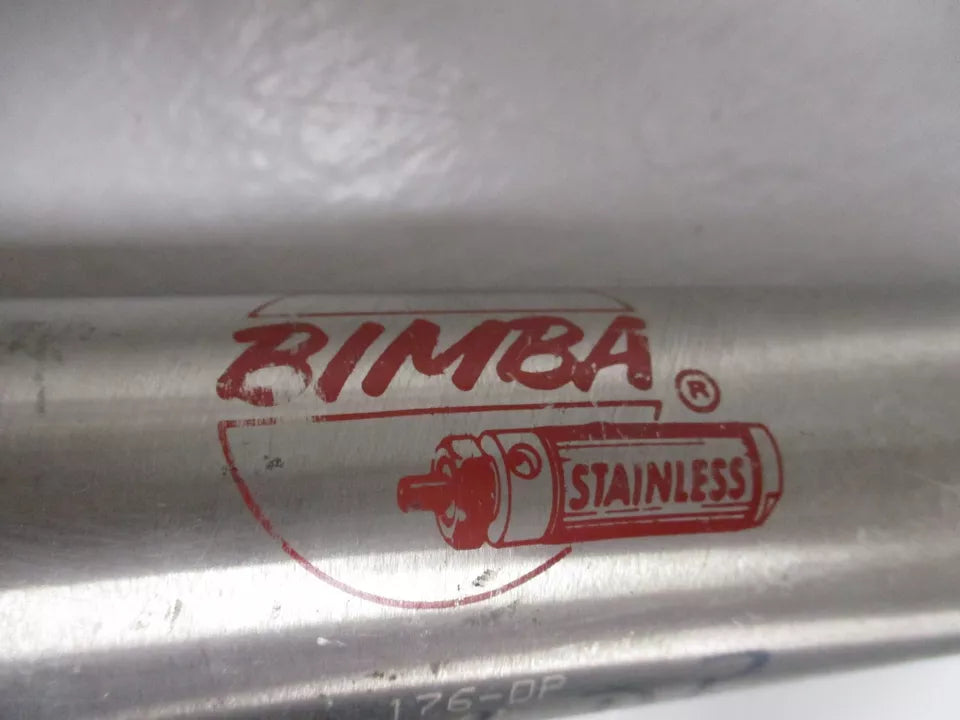 BIMBA ®
STAINLESS
176-DP